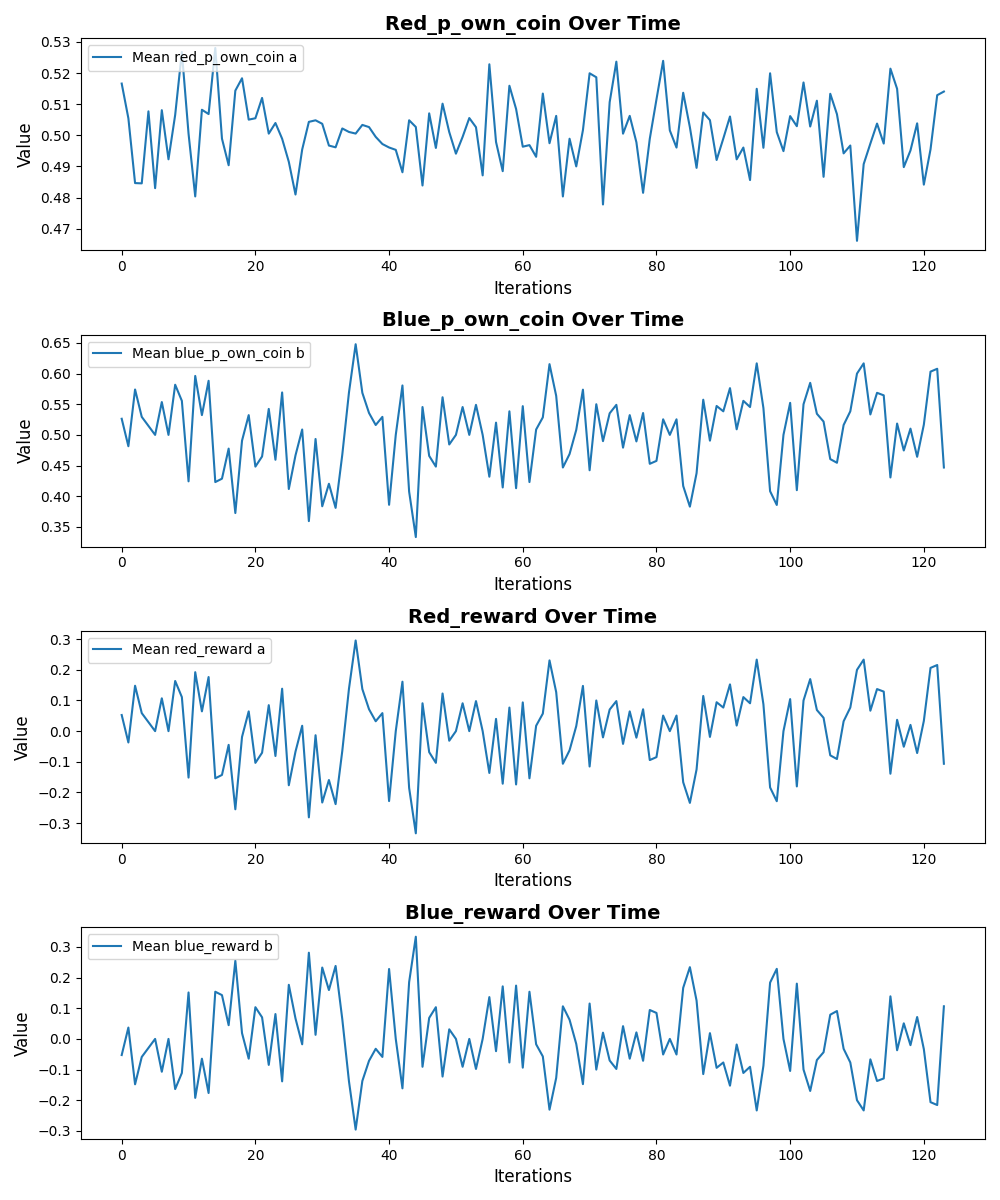 Red_p_own_coin Over Time
Mean red_p_own_coin a
0.53
0.52
0.51
0.50
0.49
0.48
0.47
Value
0 20 40 60 80 100 120
Iterations
Blue_p_own_coin Over Time
Mean blue_p_own_coin b
0.65
0.60
0.55
0.50
0.45
0.40
0.35
Value
0 20 40 60 80 100 120
Iterations
Red_reward Over Time
Mean red_reward a
0.3
0.2
0.1
0.0
−0.1
−0.2
−0.3
Value
0 20 40 60 80 100 120
Iterations
Blue_reward Over Time
Mean blue_reward b
0.3
0.2
0.1
0.0
−0.1
−0.2
−0.3
Value
0 20 40 60 80 100 120
Iterations